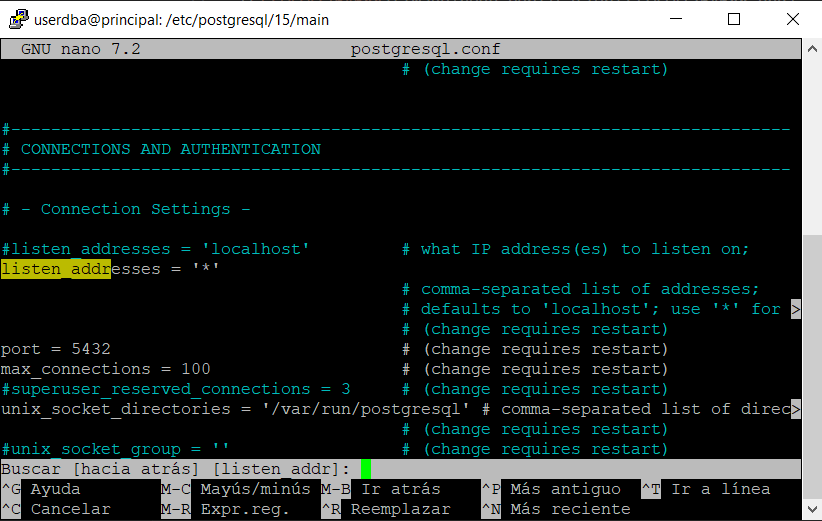 userdba@principal: /etc/postgresql/15/main
GNU nano 7.2 postgresql.conf
# (change requires restart)
#------------------------------------------------------------------------------
# CONNECTIONS AND AUTHENTICATION
#------------------------------------------------------------------------------
# - Connection Settings -
#listen_addresses = 'localhost' # what IP address(es) to listen on;
listen_addresses = '*'
# comma-separated list of addresses;
# defaults to 'localhost'; use '*' for >
# (change requires restart)
port = 5432 # (change requires restart)
max_connections = 100 # (change requires restart)
#superuser_reserved_connections = 3 # (change requires restart)
unix_socket_directories = '/var/run/postgresql' # comma-separated list of direc>
# (change requires restart)
#unix_socket_group = '' # (change requires restart)
Buscar [hacia atrás] [listen_addr]:
^G Ayuda M-C Mayús/minús M-B Ir atrás ^P Más antiguo ^T Ir a línea
^C Cancelar M-R Expr.reg. ^R Reemplazar ^N Más reciente